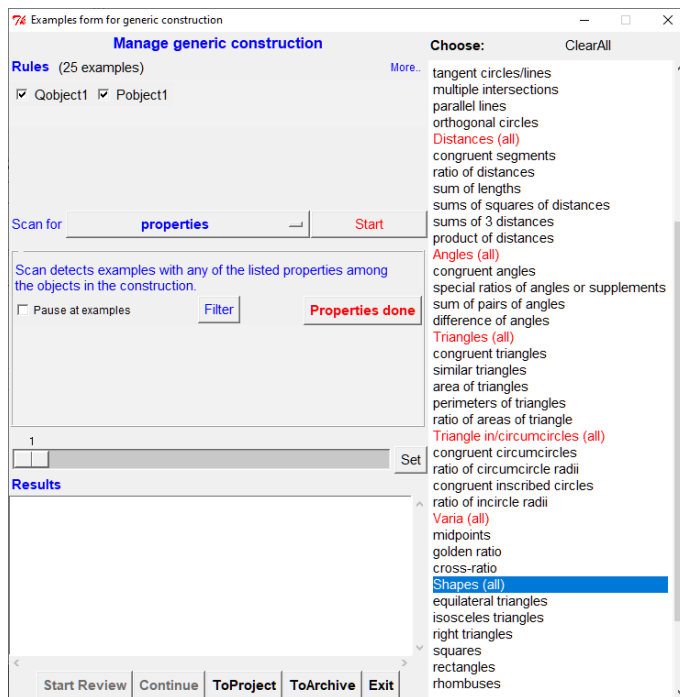 Examples form for generic construction
Manage generic construction
Rules (25 examples) More..
Qobject1 Pobject1
Scan for properties Start
Scan detects examples with any of the listed properties among
the objects in the construction.
Pause at examples Filter Properties done
1
Set
Results
Start Review Continue ToProject ToArchive Exit
Choose: ClearAll
tangent circles/lines
multiple intersections
parallel lines
orthogonal circles
Distances (all)
congruent segments
ratio of distances
sum of lengths
sums of squares of distances
sums of 3 distances
product of distances
Angles (all)
congruent angles
special ratios of angles or supplements
sum of pairs of angles
difference of angles
Triangles (all)
congruent triangles
similar triangles
area of triangles
perimeters of triangles
ratio of areas of triangle
Triangle in/circumcircles (all)
congruent circumcircles
ratio of circumcircle radii
congruent inscribed circles
ratio of incircle radii
Varia (all)
midpoints
golden ratio
cross-ratio
Shapes (all)
equilateral triangles
isosceles triangles
right triangles
squares
rectangles
rhombuses